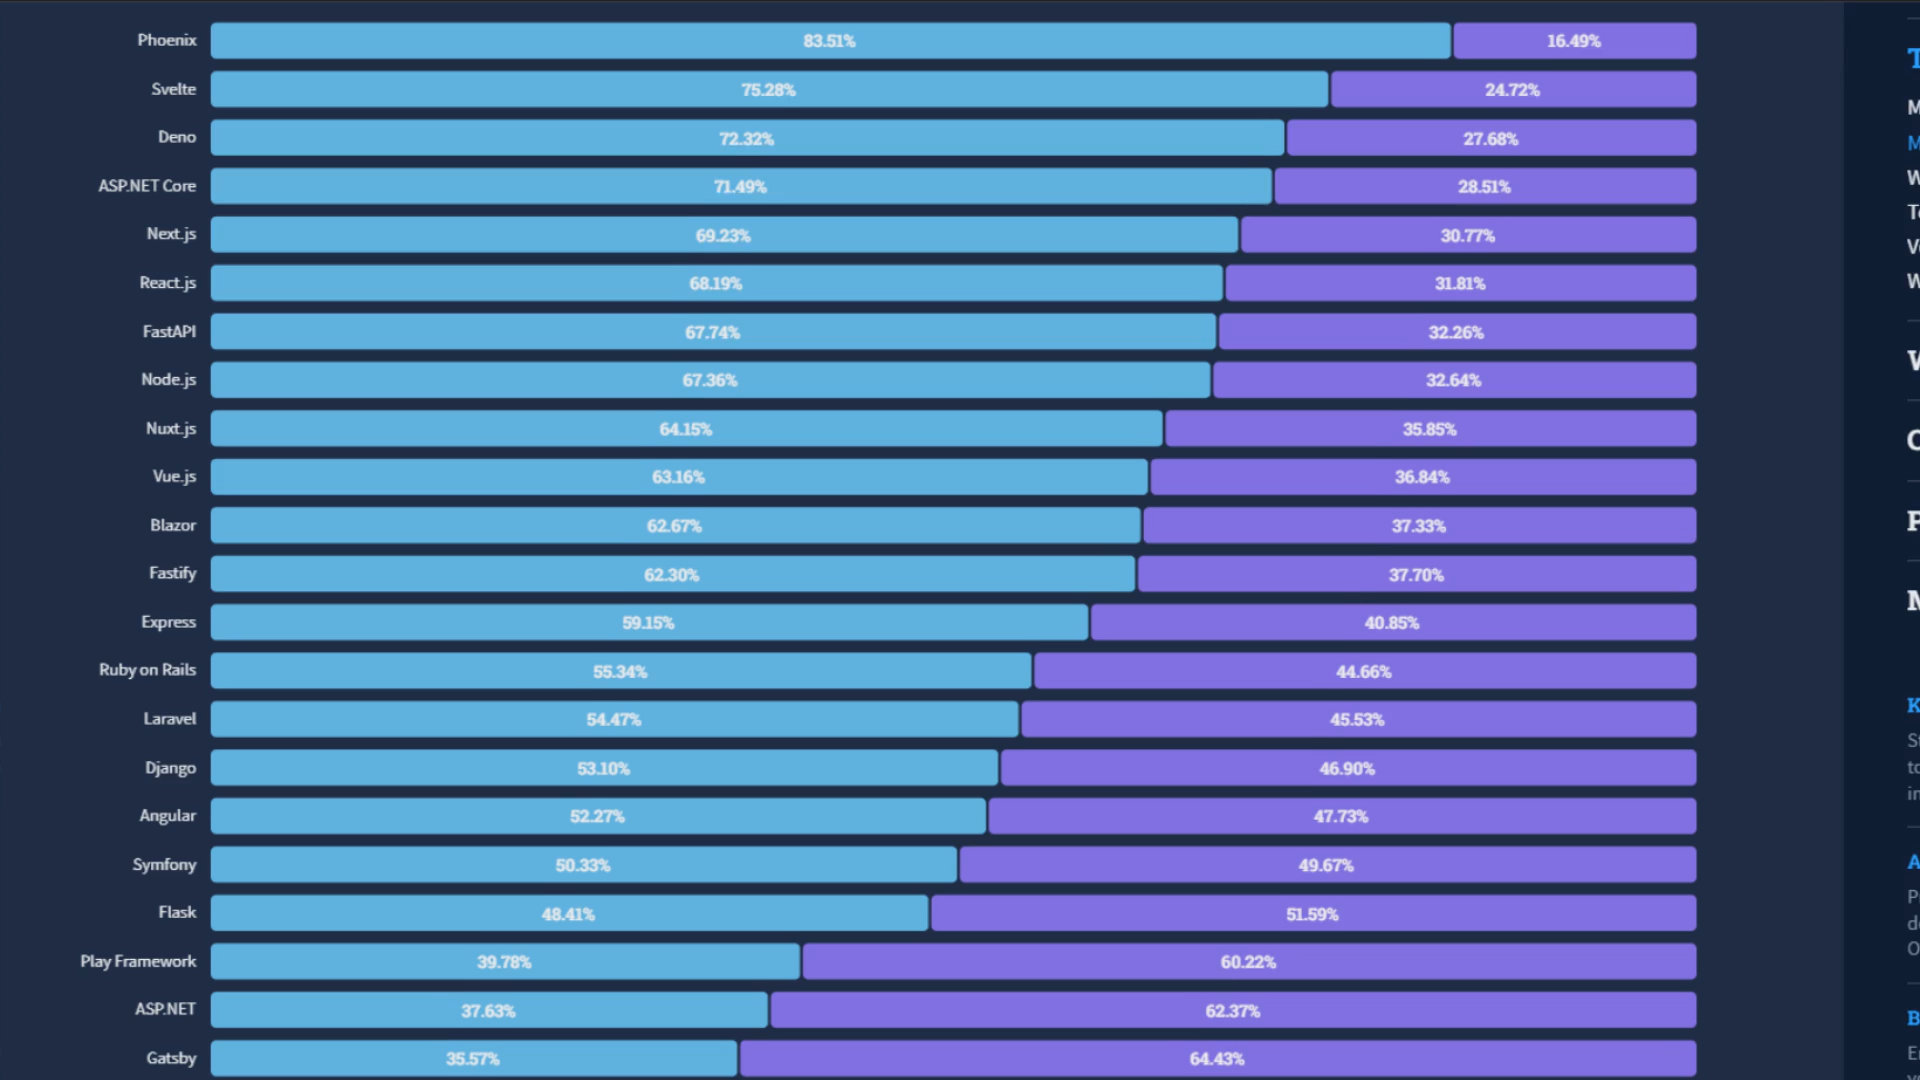 Phoenix 83.51% 16.49%
Svelte 75.28% 24.72%
Deno 72.32% 27.68%
ASP.NET Core 71.49% 28.51%
Next.js 69.23% 30.77%
React.js 68.19% 31.81%
FastAPI 67.74% 32.26%
Node.js 67.36% 32.64%
Nuxt.js 64.15% 35.85%
Vue.js 63.16% 36.84%
Blazor 62.67% 37.33%
Fastify 62.30% 37.70%
Express 59.15% 40.85%
Ruby on Rails 55.34% 44.66%
Laravel 54.47% 45.53%
Django 53.10% 46.90%
Angular 52.27% 47.73%
Symfony 50.33% 49.67%
Flask 48.41% 51.59%
Play Framework 39.78% 60.22%
ASP.NET 37.63% 62.37%
Gatsby 35.57% 64.43%